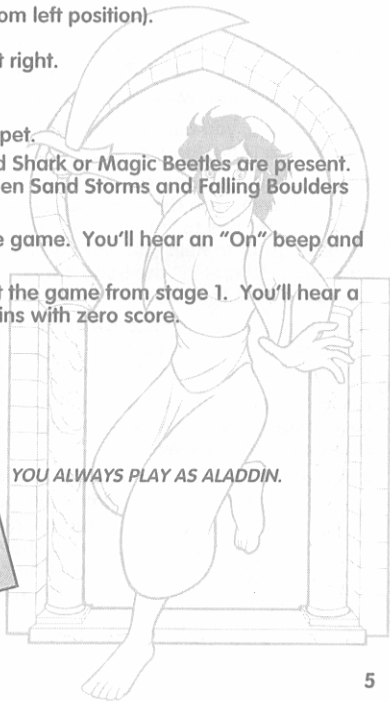 om left position).
t right.
pet.
d Shark or Magic Beetles are present.
en Sand Storms and Falling Boulders
e game. You'll hear an "On" beep and
t the game from stage 1. You'll hear a
ins with zero score.
YOU ALWAYS PLAY AS ALADDIN.
5